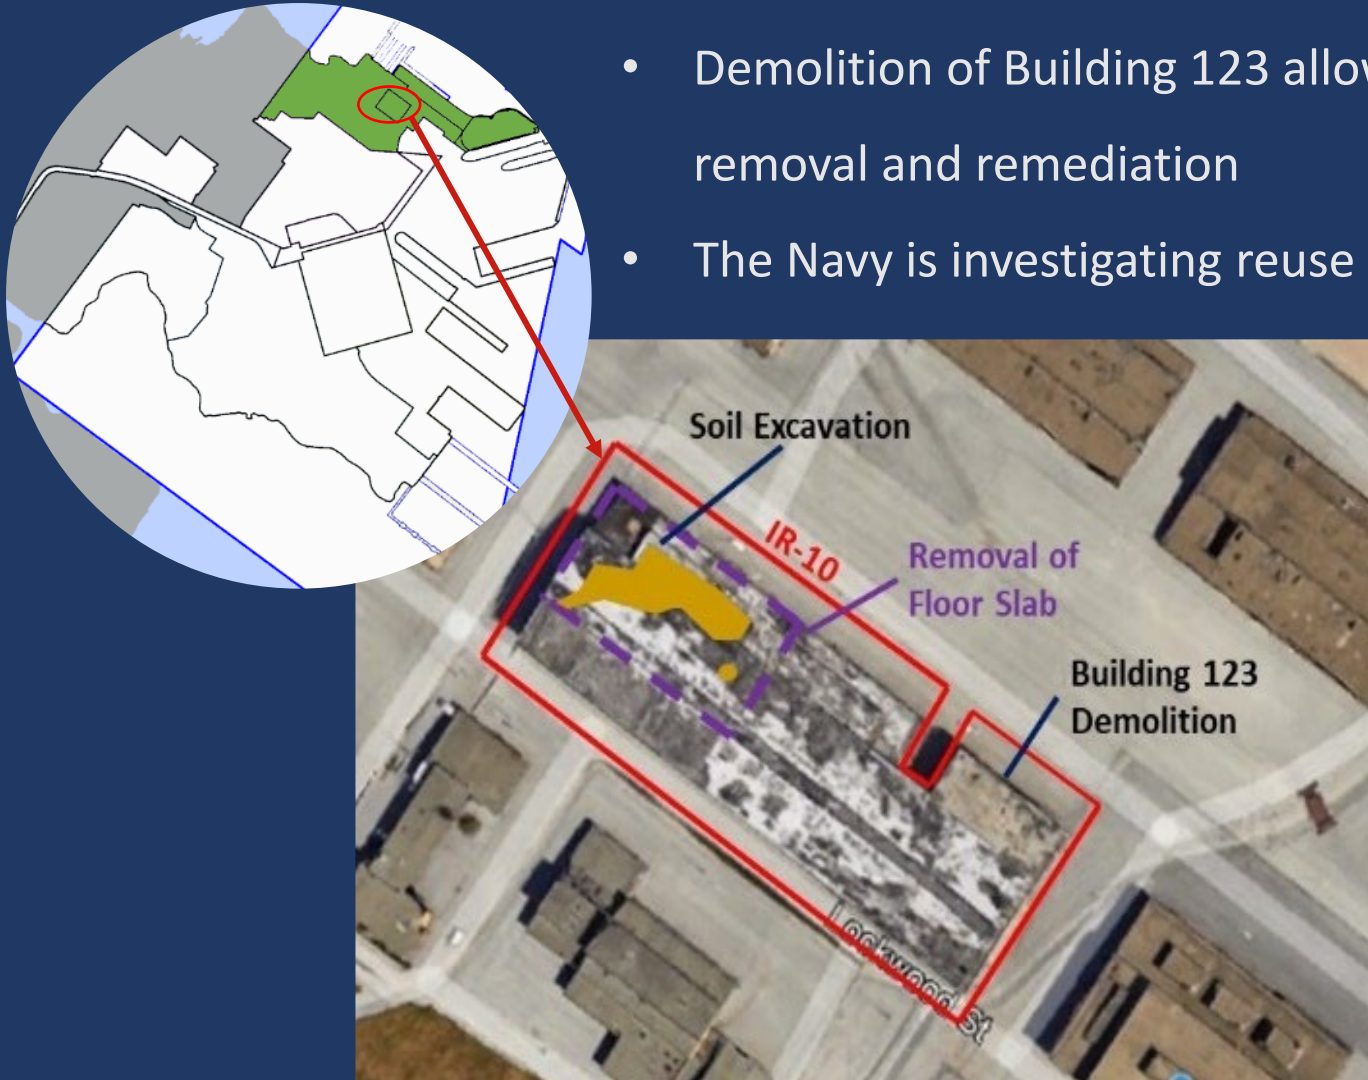 • Demolition of Building 123
removal and remediation
• The Navy is investigating reuse
Soil Excavation
IR-10
Removal of
Floor Slab
Building 123
Demolition
Lockwood St